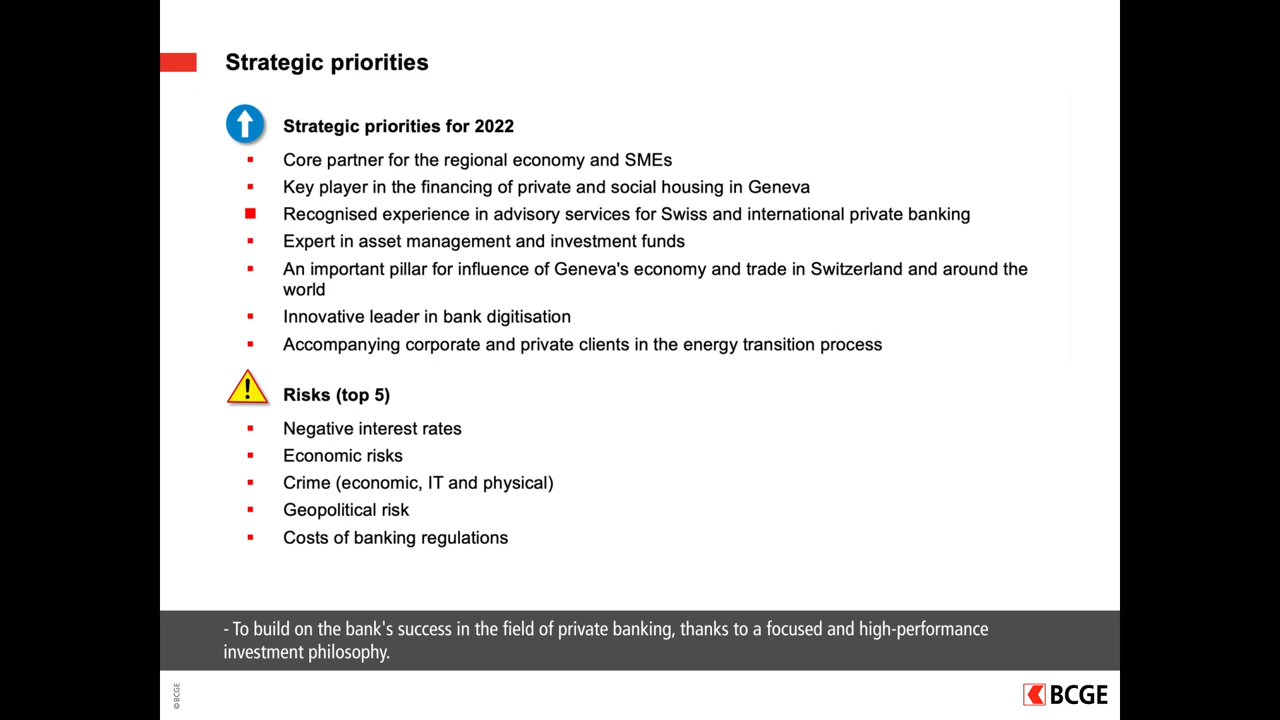 Strategic priorities
Strategic priorities for 2022
Core partner for the regional economy and SMEs
Key player in the financing of private and social housing in Geneva
Recognised experience in advisory services for Swiss and international private banking
Expert in asset management and investment funds
An important pillar for influence of Geneva's economy and trade in Switzerland and around the
world
Innovative leader in bank digitisation
Accompanying corporate and private clients in the energy transition process
Risks (top 5)
Negative interest rates
Economic risks
Crime (economic, IT and physical)
Geopolitical risk
Costs of banking regulations
- To build on the bank's success in the field of private banking, thanks to a focused and high-performance
investment philosophy.
© BCGE
BCGE